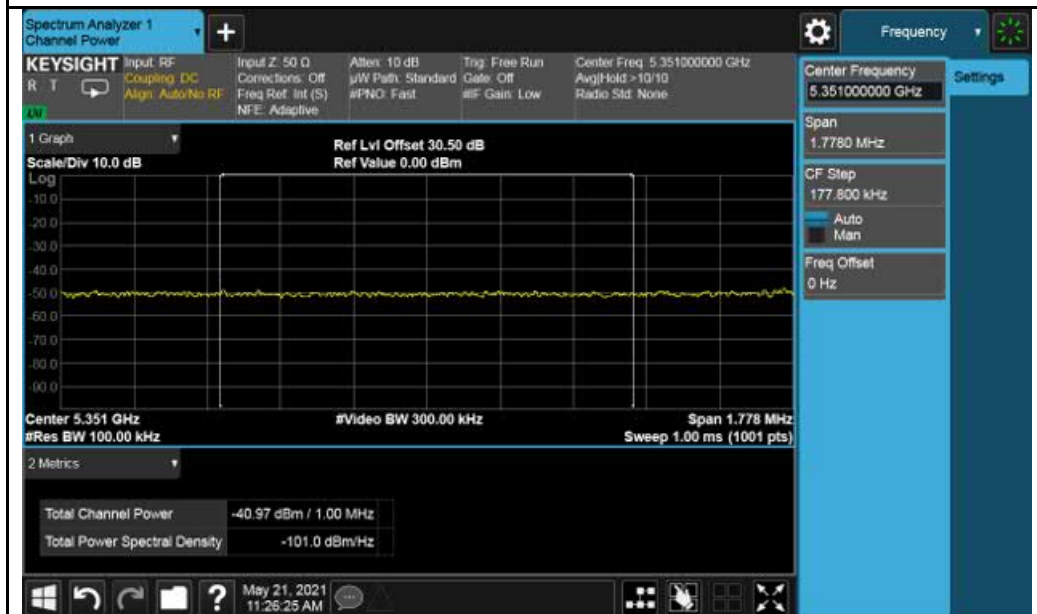 Spectrum Analyzer 1
Channel Power
+
Frequency
KEYSIGHT
R T
Input: RF
Coupling: DC
Align: Auto/No RF
Input Z: 50 Ω
Corrections: Off
Freq Ref: Int (S)
NFE: Adaptive
Atten: 10 dB
µW Path: Standard
#PNO: Fast
Trig: Free Run
Gate: Off
#IF Gain: Low
Center Freq: 5.351000000 GHz
Avg|Hold >10/10
Radio Std: None
Center Frequency
5.351000000 GHz
Settings
Span
1.7780 MHz
CF Step
177.800 kHz
Auto
Man
Freq Offset
0 Hz
1 Graph
Scale/Div 10.0 dB
Ref Lvl Offset 30.50 dB
Ref Value 0.00 dBm
Log
-10.0
-20.0
-30.0
-40.0
-50.0
-60.0
-70.0
-80.0
-90.0
Center 5.351 GHz
#Video BW 300.00 kHz
Span 1.778 MHz
#Res BW 100.00 kHz
Sweep 1.00 ms (1001 pts)
2 Metrics
Total Channel Power -40.97 dBm / 1.00 MHz
Total Power Spectral Density -101.0 dBm/Hz
?
May 21, 2021
11:26:25 AM